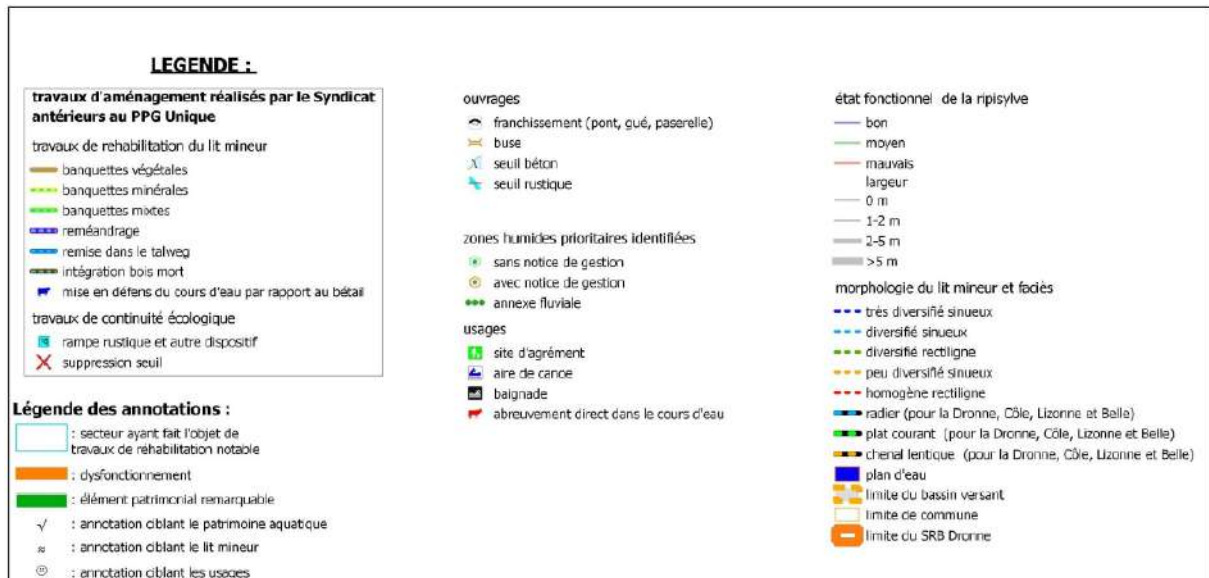 LEGENDE :
travaux d'aménagement réalisés par le Syndicat
antérieurs au PPG Unique
travaux de rehabilitation du lit mineur
banquettes végétales
banquettes minérales
banquettes mixtes
reméandrage
remise dans le talweg
intégration bois mort
mise en défens du cours d'eau par rapport au bétail
travaux de continuité écologique
rampe rustique et autre dispositif
suppression seuil
Légende des annotations :
: secteur ayant fait l'objet de
travaux de rehabilitation notable
: dysfonctionnement
: élément patrimonial remarquable
√ : annotation ciblant le patrimoine aquatique
≈ : annotation ciblant le lit mineur
: annotation ciblant les usages
ouvrages
franchissement (pont, gué, paserelle)
buse
seuil béton
seuil rustique
zones humides prioritaires identifiées
sans notice de gestion
avec notice de gestion
annexe fluviale
usages
site d'agrément
aire de canoe
baignade
abreuvement direct dans le cours d'eau
état fonctionnel de la ripisylve
bon
moyen
mauvais
largeur
0 m
1-2 m
2-5 m
>5 m
morphologie du lit mineur et faciès
très diversifié sinueux
diversifié sinueux
diversifié rectiligne
peu diversifié sinueux
homogène rectiligne
radier (pour la Dronne, Côle, Lizonne et Belle)
plat courant (pour la Dronne, Côle, Lizonne et Belle)
chenal lentique (pour la Dronne, Côle, Lizonne et Belle)
plan d'eau
limite du bassin versant
limite de commune
limite du SRB Dronne